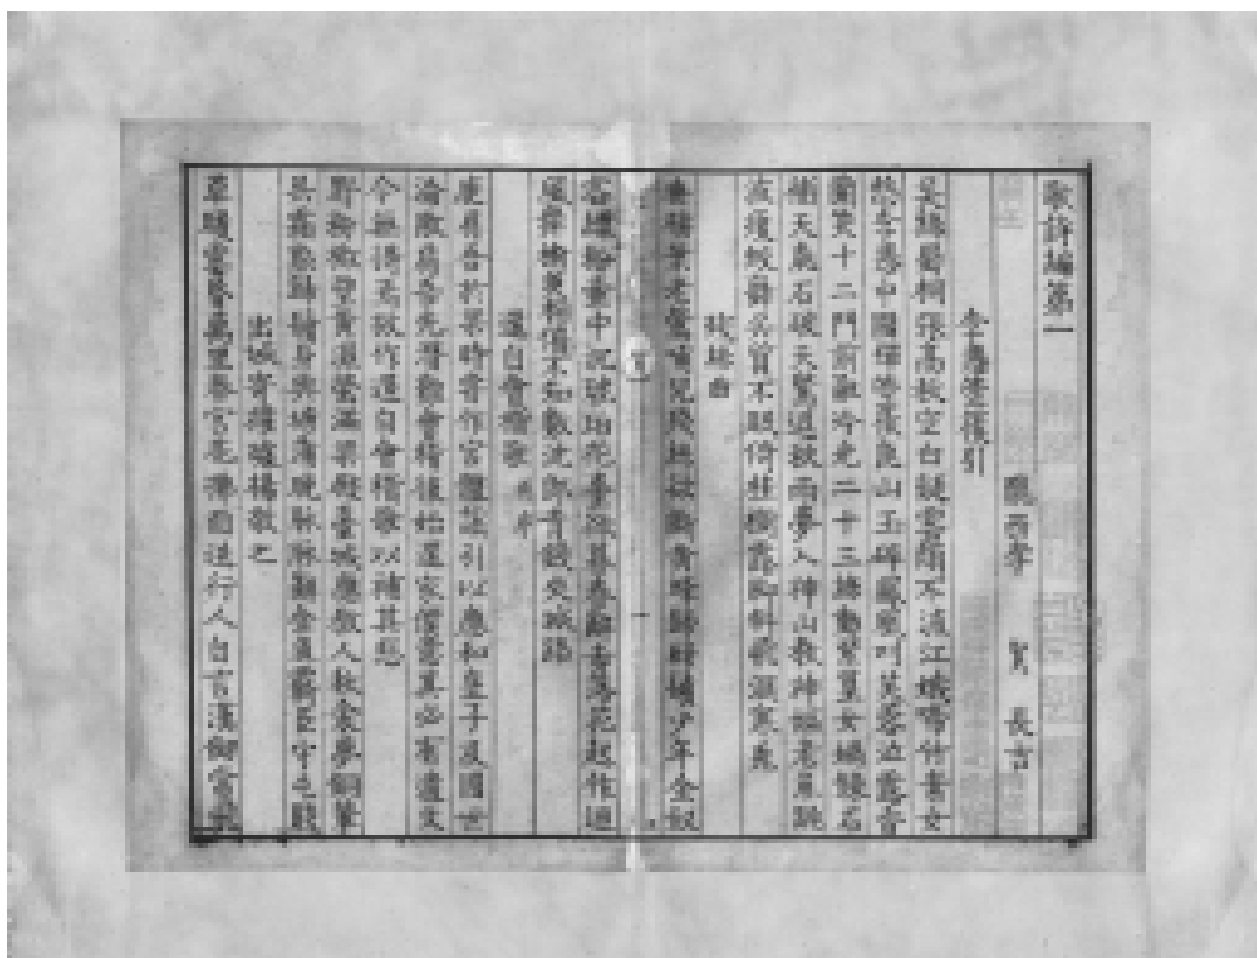 歌詩編第一
隴西李 賀 長吉
李憑箜篌引
吳絲蜀桐張高秋空白凝雲頹不流江娥啼竹素女
愁李憑中國彈箜篌崑山玉碎鳳凰叫芙蓉泣露香
蘭笑十二門前融冷光二十三絲動紫皇女媧鍊石
補天處石破天驚逗秋雨夢入神山教神嫗老魚跳
波瘦蛟舞吳質不眠倚桂樹露脚斜飛濕寒兔
殘絲曲
垂楊葉老鶯哺兒殘絲欲斷黃蜂歸綠鬢少年金釵
客縹粉壺中沉琥珀花臺欲暮春辭去落花起作迴
風舞榆莢相催不知數沈郎青錢夾城路
還自會稽歌 并序
庾肩吾於梁時嘗作宮體謠引以應和皇子及國世
淪敗肩吾先潛難會稽後始還家僕意其必有遺文
今無得焉故作還自會稽歌以補其悲
野粉椒壁黃濕螢滿梁殿臺城應教人秋衾夢銅輦
吳霜點歸鬢身與塘蒲晚脉脉辭金魚羈臣守迍賤
出城寄權璩楊敬之
草暖雲昏萬里春宮花拂面送行人自言漢劍當飛